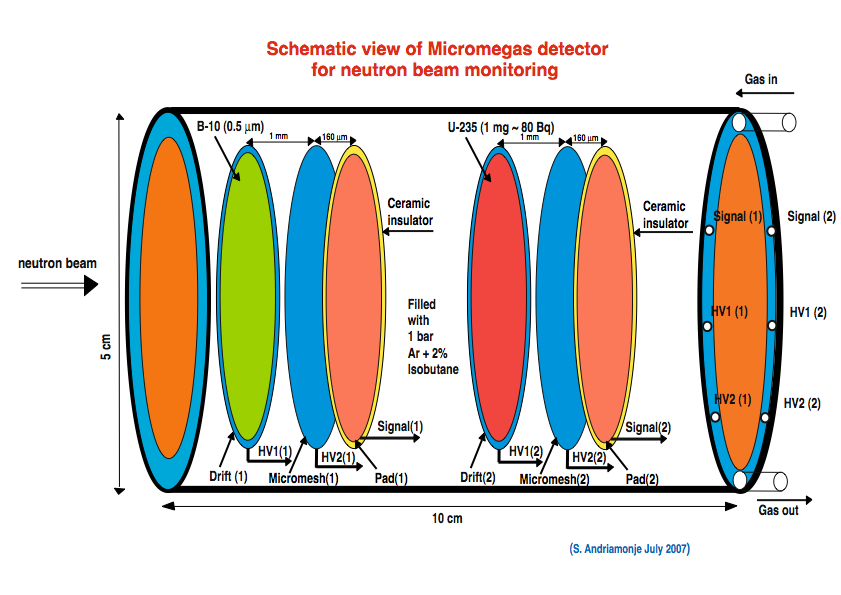 Schematic view of Micromegas detector
for neutron beam monitoring
Gas in
B-10 (0.5 µm)
1 mm
160 µm
U-235 (1 mg ~ 80 Bq)
1 mm
160 µm
Ceramic
insulator
Ceramic
insulator
Signal (1)
Signal (2)
neutron beam
Filled
with
1 bar
Ar + 2%
Isobutane
HV1 (1)
HV1 (2)
5 cm
HV2 (1)
HV2 (2)
Signal(1)
Signal(2)
HV1(1)
HV2(1)
HV1(2)
HV2(2)
Drift (1)
Micromesh(1)
Pad(1)
Drift(2)
Micromesh(2)
Pad(2)
Gas out
10 cm
(S. Andriamonje July 2007)